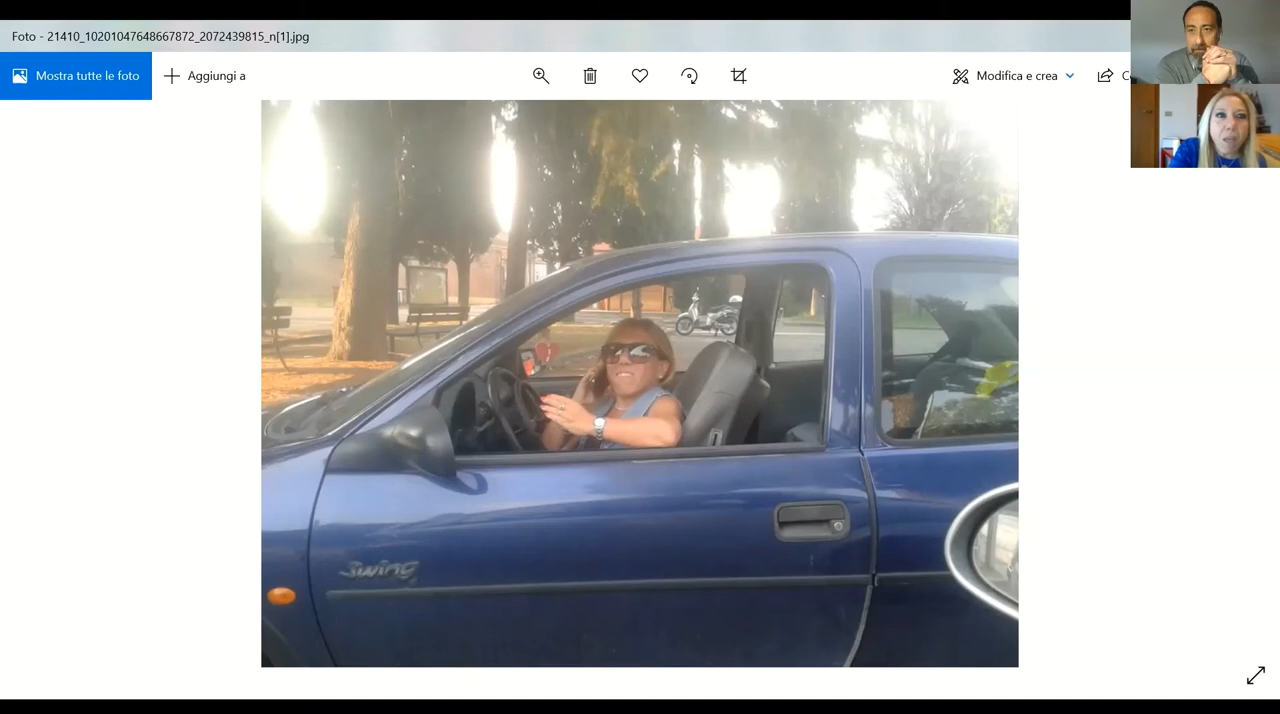 Foto - 21410_10201047648667872_2072439815_n[1].jpg
Mostra tutte le foto
Aggiungi a
Modifica e crea
Swing